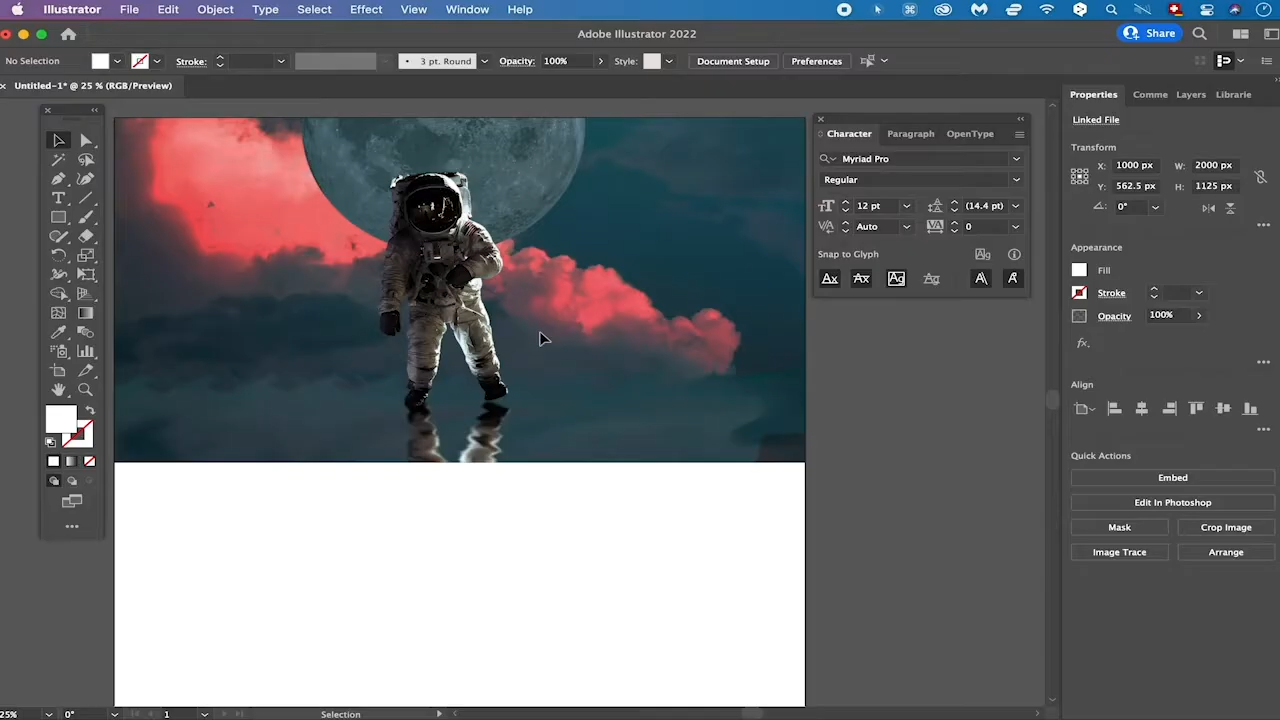 Illustrator File Edit Object Type Select Effect View Window Help
Adobe Illustrator 2022
Share
No Selection
Stroke:
3 pt. Round
Opacity: 100%
Style:
Document Setup
Preferences
Untitled-1* @ 25 % (RGB/Preview)
Character Paragraph OpenType
Myriad Pro
Regular
12 pt
(14.4 pt)
Auto
0
Snap to Glyph
Properties Comme Layers Librarie
Linked File
Transform
X: 1000 px W: 2000 px
Y: 562.5 px H: 1125 px
0°
Appearance
Fill
Stroke
Opacity 100%
fx.
Align
Quick Actions
Embed
Edit In Photoshop
Mask Crop Image
Image Trace Arrange
25% 0° 1 Selection